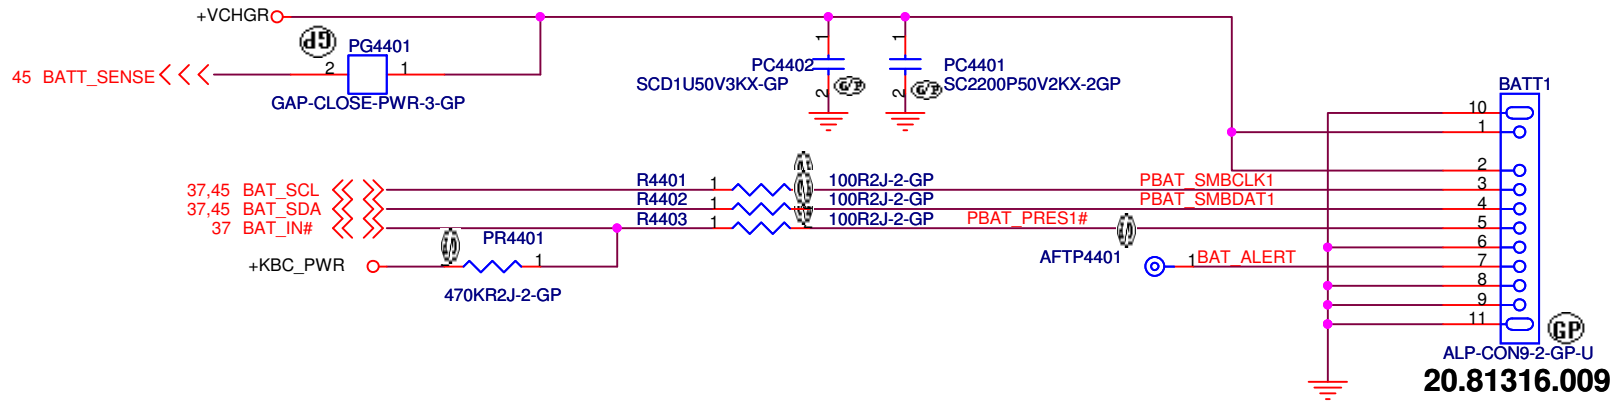 +VCHGR
GP
PG4401
45 BATT_SENSE
2
1
GAP-CLOSE-PWR-3-GP
1
PC4402
SCD1U50V3KX-GP
2
G/P
1
PC4401
SC2200P50V2KX-2GP
2
G/P
BATT1
10
1
2
3
4
5
6
7
8
9
11
37,45 BAT_SCL
R4401
1
100R2J-2-GP
PBAT_SMBCLK1
37,45 BAT_SDA
R4402
1
100R2J-2-GP
PBAT_SMBDAT1
37 BAT_IN#
R4403
1
100R2J-2-GP
PBAT_PRES1#
PR4401
+KBC_PWR
1
470KR2J-2-GP
AFTP4401
1
BAT_ALERT
GP
ALP-CON9-2-GP-U
20.81316.009